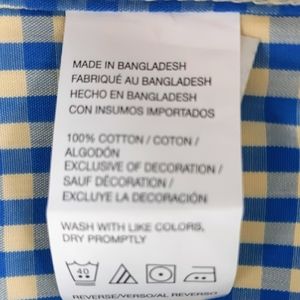 MADE IN BANGLADESH
FABRIQUÉ AU BANGLADESH
HECHO EN BANGLADESH
CON INSUMOS IMPORTADOS
100% COTTON / COTON /
ALGODÓN
EXCLUSIVE OF DECORATION /
SAUF DÉCORATION /
EXCLUYE LA DECORACIÓN
WASH WITH LIKE COLORS,
DRY PROMPTLY
40
REVERSE/VERSO/AL REVERSO